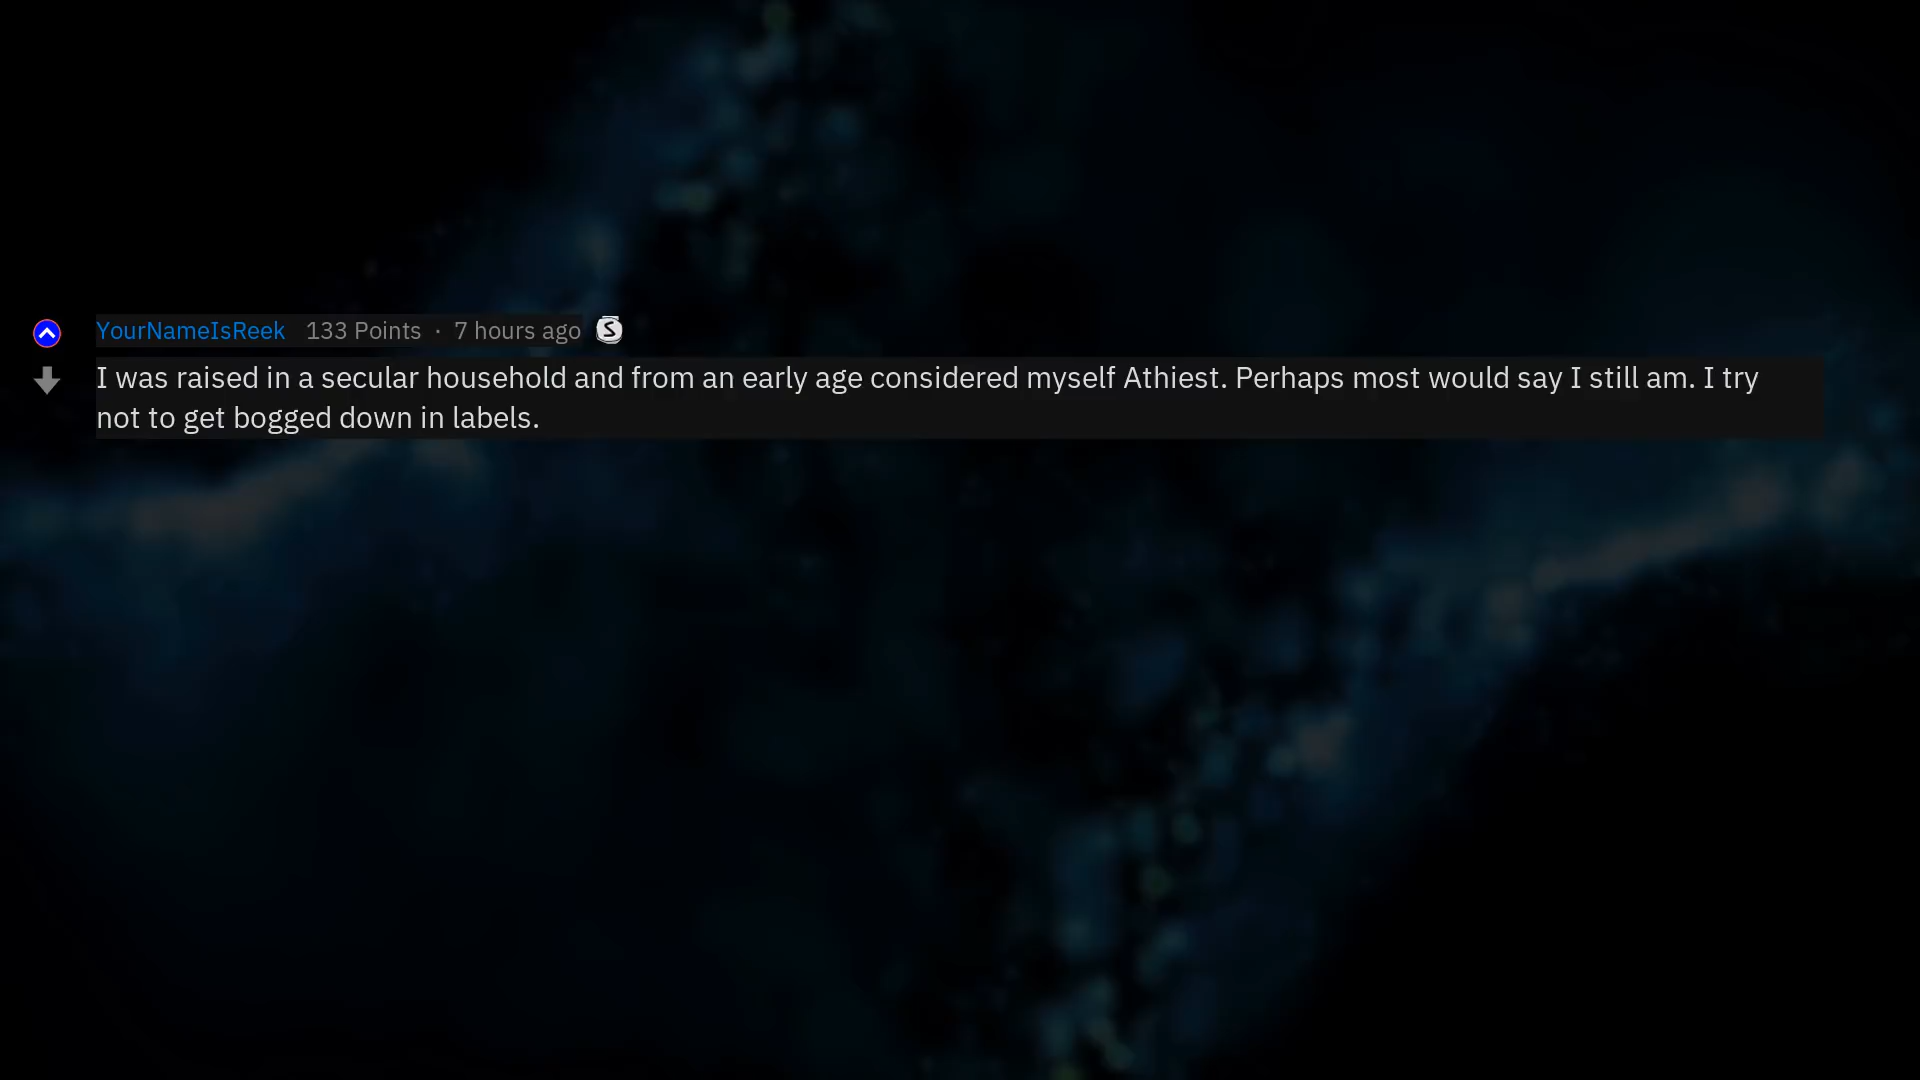 YourNameIsReek 133 Points · 7 hours ago S
I was raised in a secular household and from an early age considered myself Athiest. Perhaps most would say I still am. I try
not to get bogged down in labels.